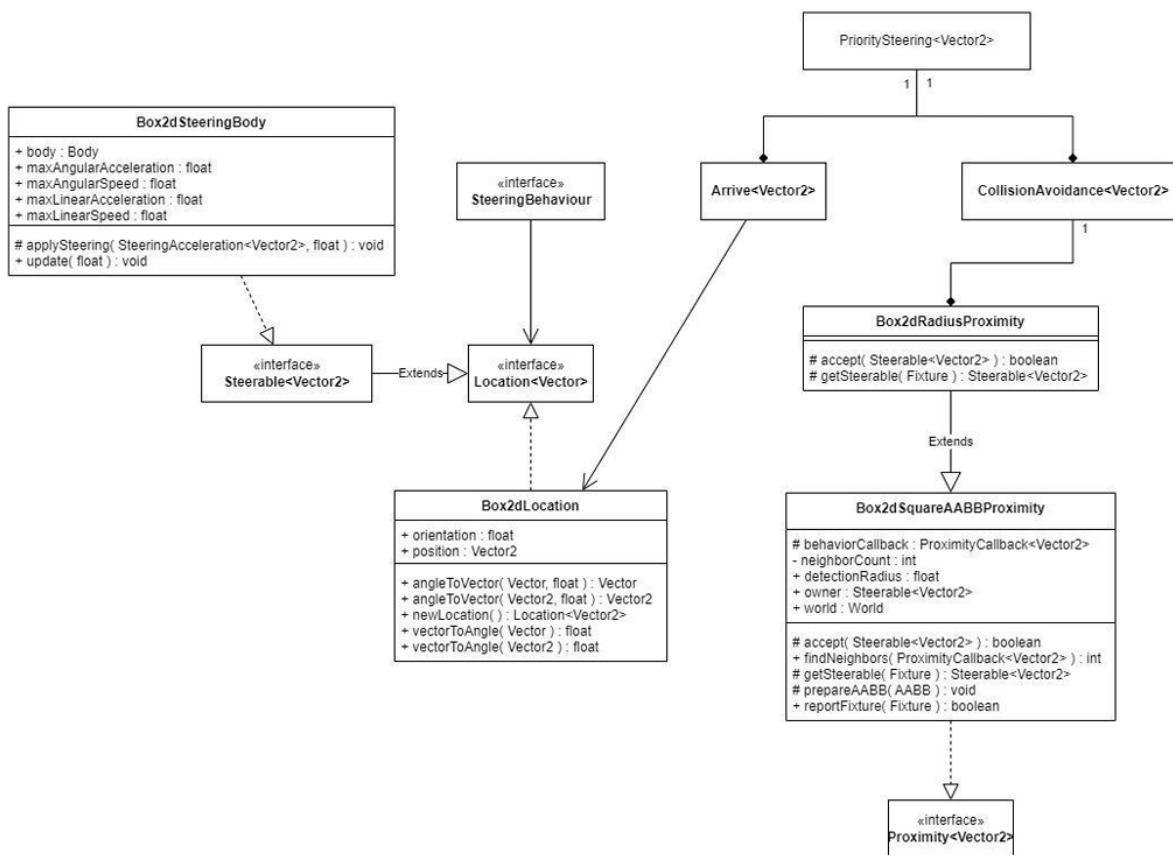 PrioritySteering<Vector2>
1
1
Box2dSteeringBody
+ body : Body
+ maxAngularAcceleration : float
+ maxAngularSpeed : float
+ maxLinearAcceleration : float
+ maxLinearSpeed : float
# applySteering( SteeringAcceleration<Vector2>, float ) : void
+ update( float ) : void
«interface»
SteeringBehaviour
Arrive<Vector2>
CollisionAvoidance<Vector2>
1
Box2dRadiusProximity
# accept( Steerable<Vector2> ) : boolean
# getSteerable( Fixture ) : Steerable<Vector2>
«interface»
Steerable<Vector2>
Extends
«interface»
Location<Vector>
Extends
Box2dLocation
+ orientation : float
+ position : Vector2
+ angleToVector( Vector, float ) : Vector
+ angleToVector( Vector2, float ) : Vector2
+ newLocation( ) : Location<Vector2>
+ vectorToAngle( Vector ) : float
+ vectorToAngle( Vector2 ) : float
Box2dSquareAABBProximity
# behaviorCallback : ProximityCallback<Vector2>
- neighborCount : int
+ detectionRadius : float
+ owner : Steerable<Vector2>
+ world : World
# accept( Steerable<Vector2> ) : boolean
+ findNeighbors( ProximityCallback<Vector2> ) : int
# getSteerable( Fixture ) : Steerable<Vector2>
# prepareAABB( AABB ) : void
+ reportFixture( Fixture ) : boolean
«interface»
Proximity<Vector2>